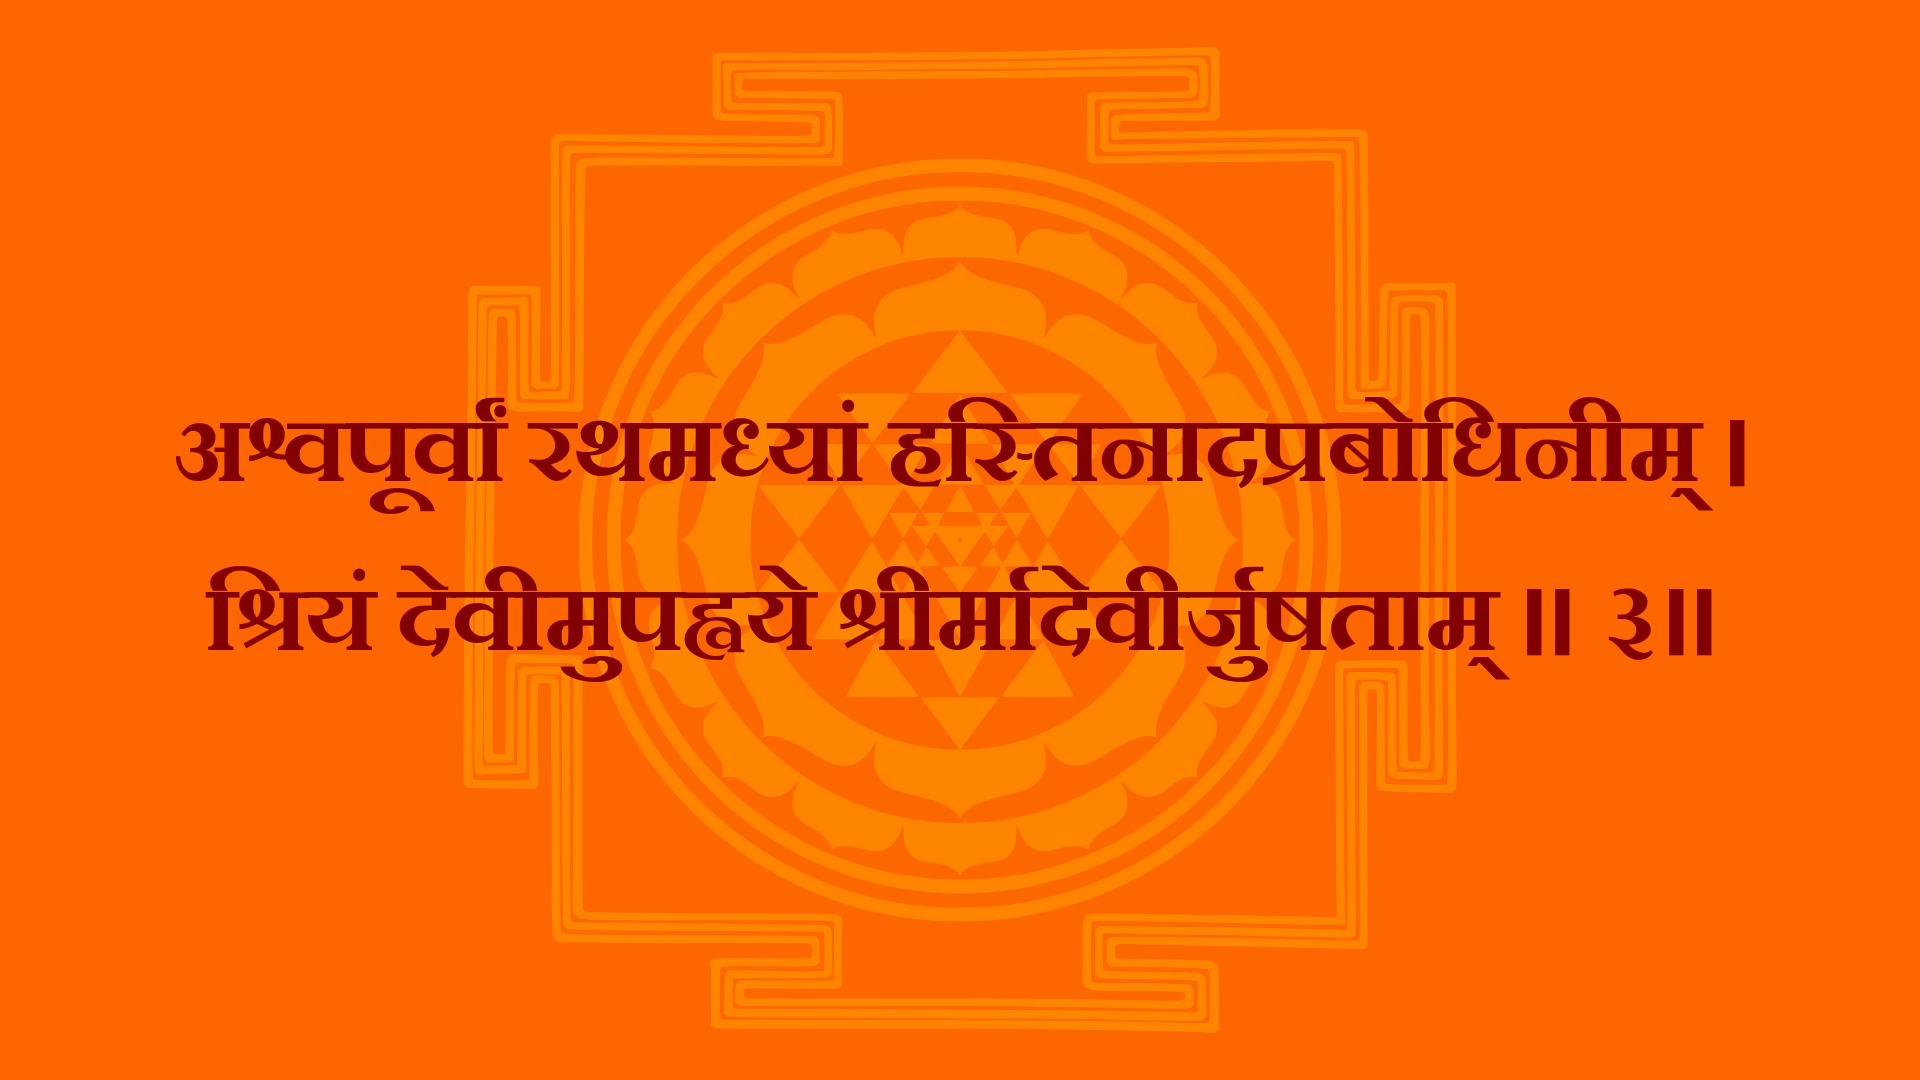 अश्वपूर्वां रथमध्यां हस्तिनादप्रबोधिनीम् ।
श्रियं देवीमुपह्वये श्रीर्मादेवीर्जुषताम् ॥ ३॥